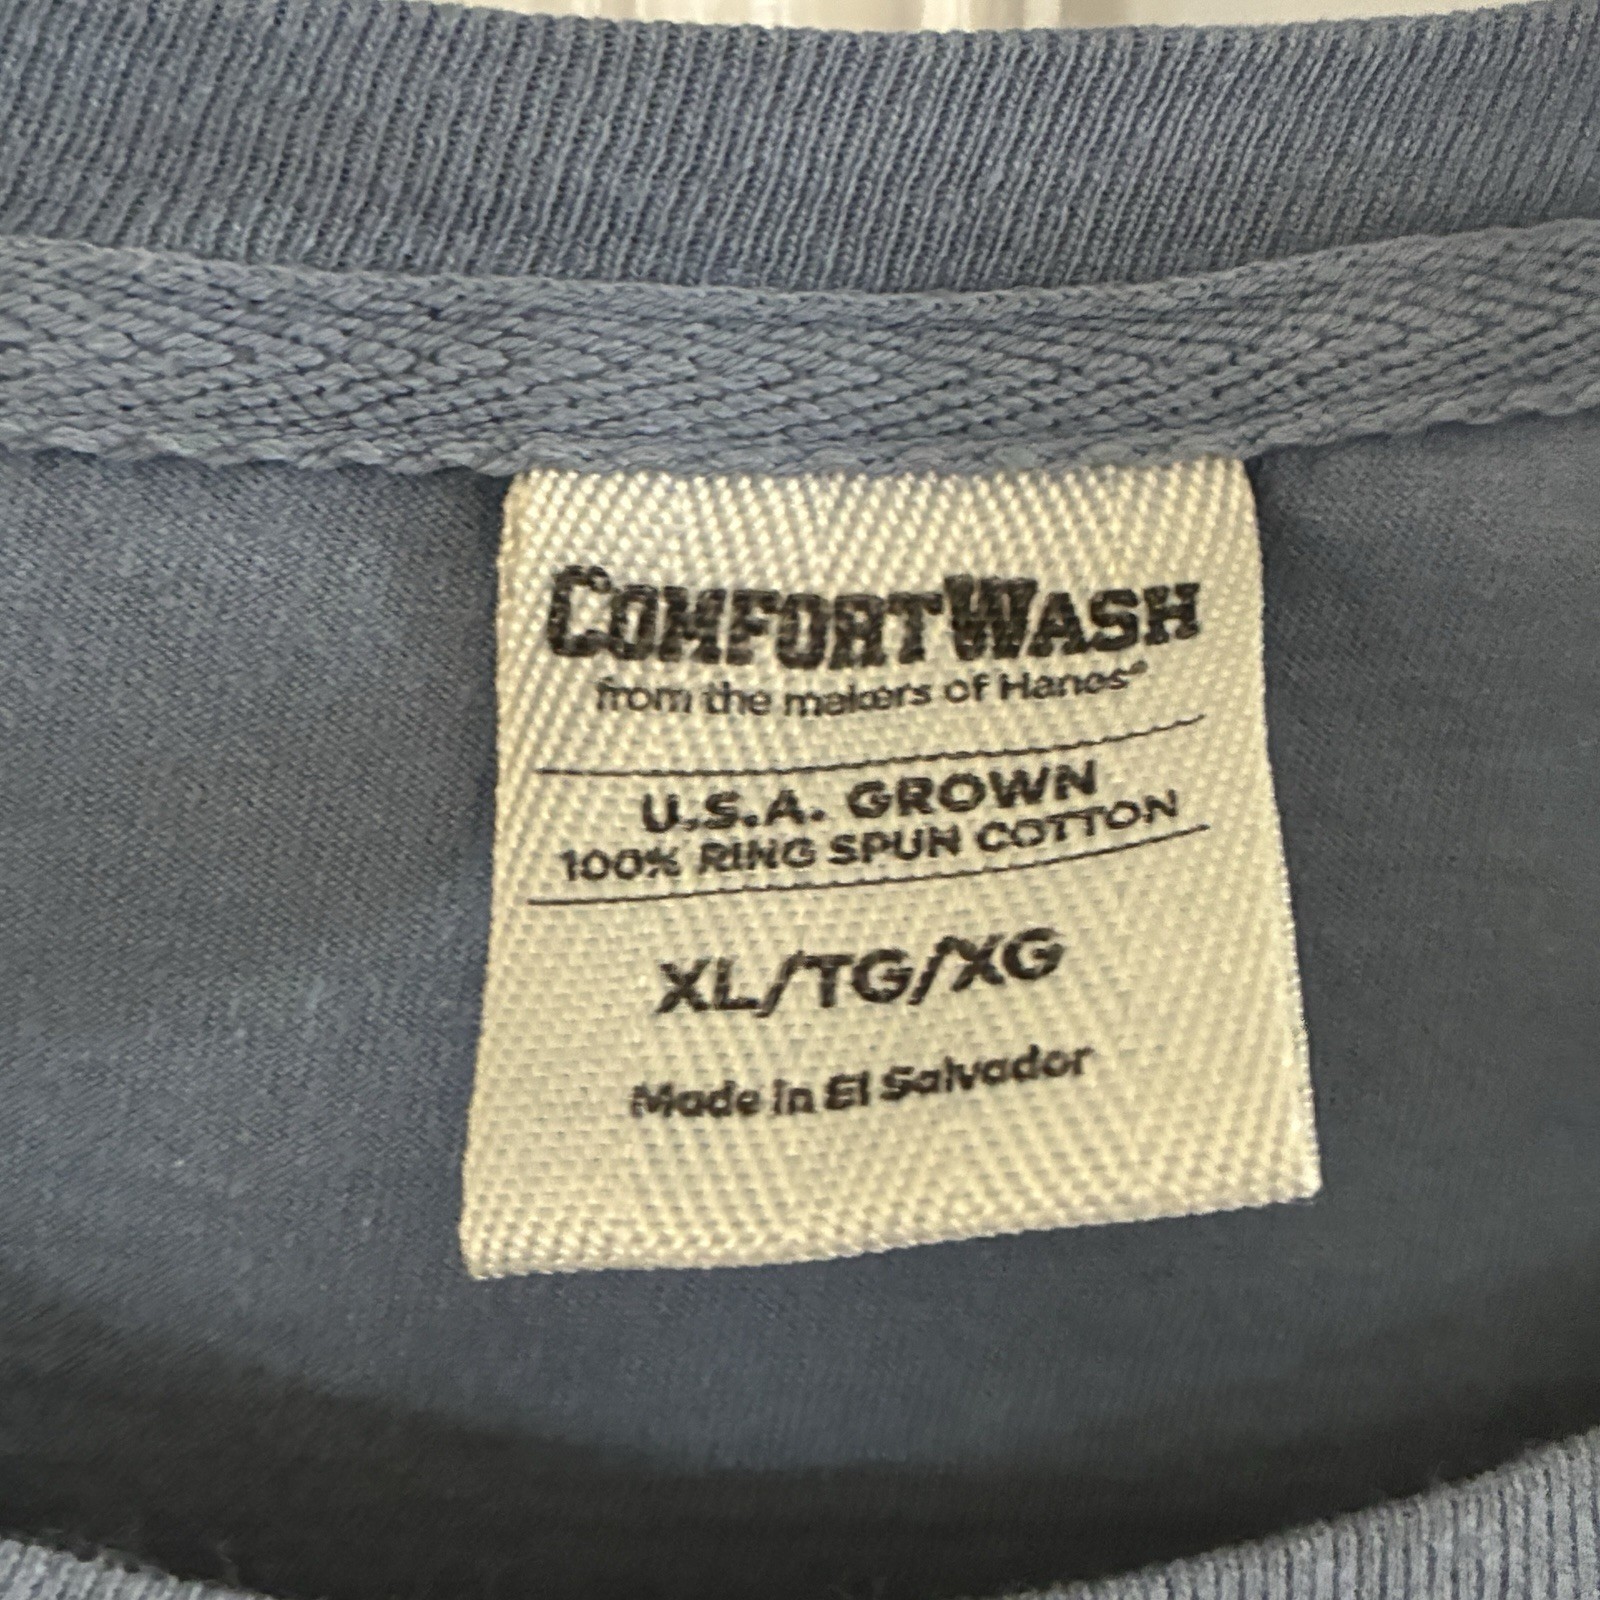 COMFORTWASH
from the makers of Hanes®
U.S.A. GROWN
100% RING SPUN COTTON
XL/TG/XG
Made in El Salvador